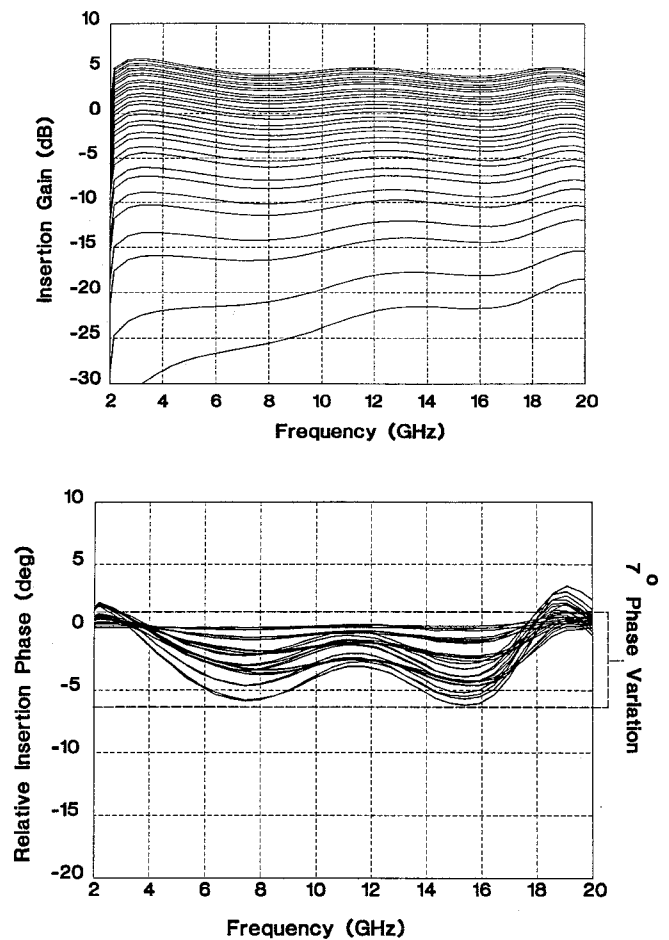 10
5
0
-5
-10
-15
-20
-25
-30
Insertion Gain (dB)
2 4 6 8 10 12 14 16 18 20
Frequency (GHz)
10
5
0
-5
-10
-15
-20
Relative Insertion Phase (deg)
7° Phase Variation
2 4 6 8 10 12 14 16 18 20
Frequency (GHz)